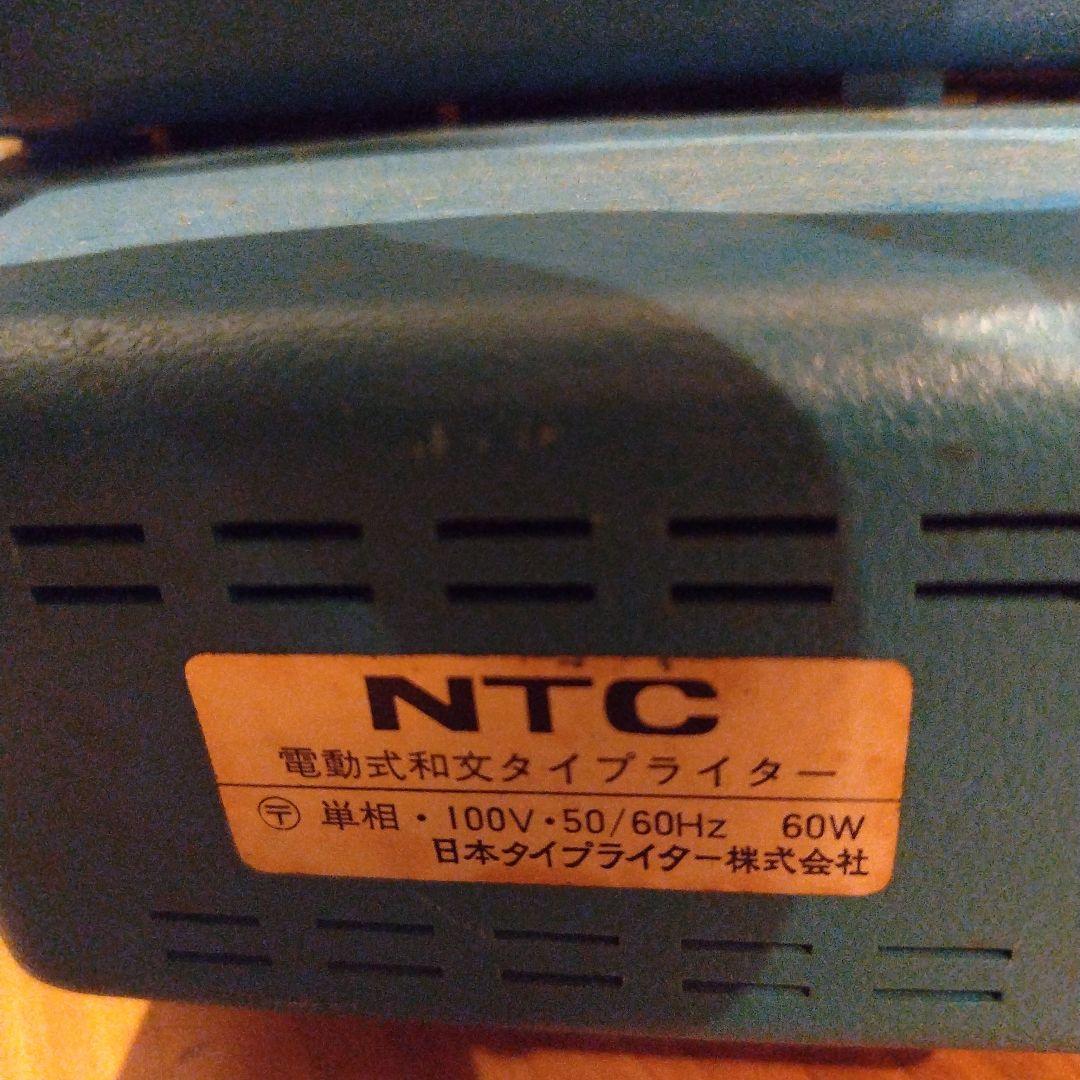 NTC
電動式和文タイプライター
〶 単相・100V・50/60Hz 60W
日本タイプライター株式会社